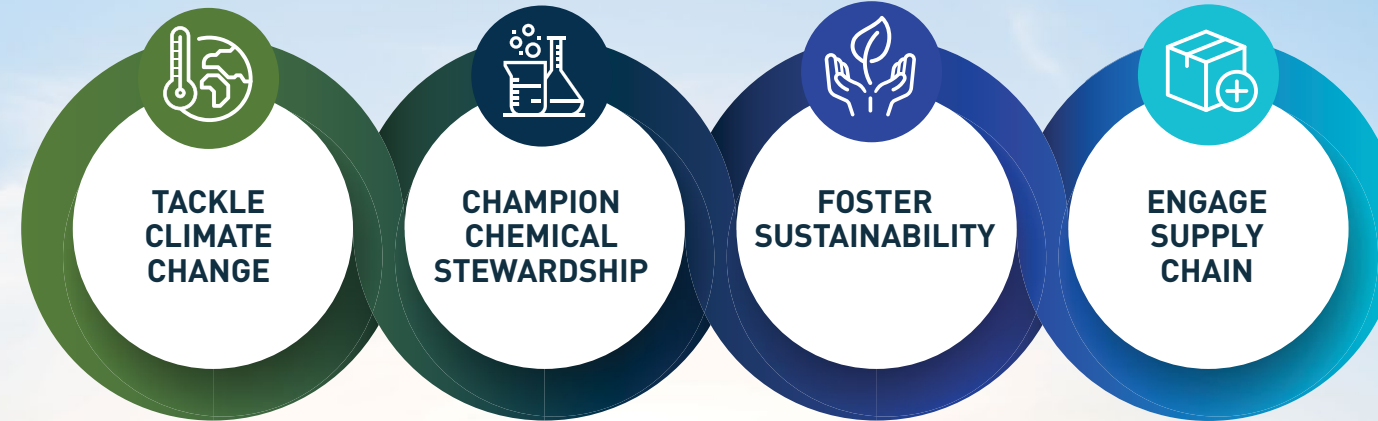 TACKLE
CLIMATE
CHANGE
CHAMPION
CHEMICAL
STEWARDSHIP
FOSTER
SUSTAINABILITY
ENGAGE
SUPPLY
CHAIN